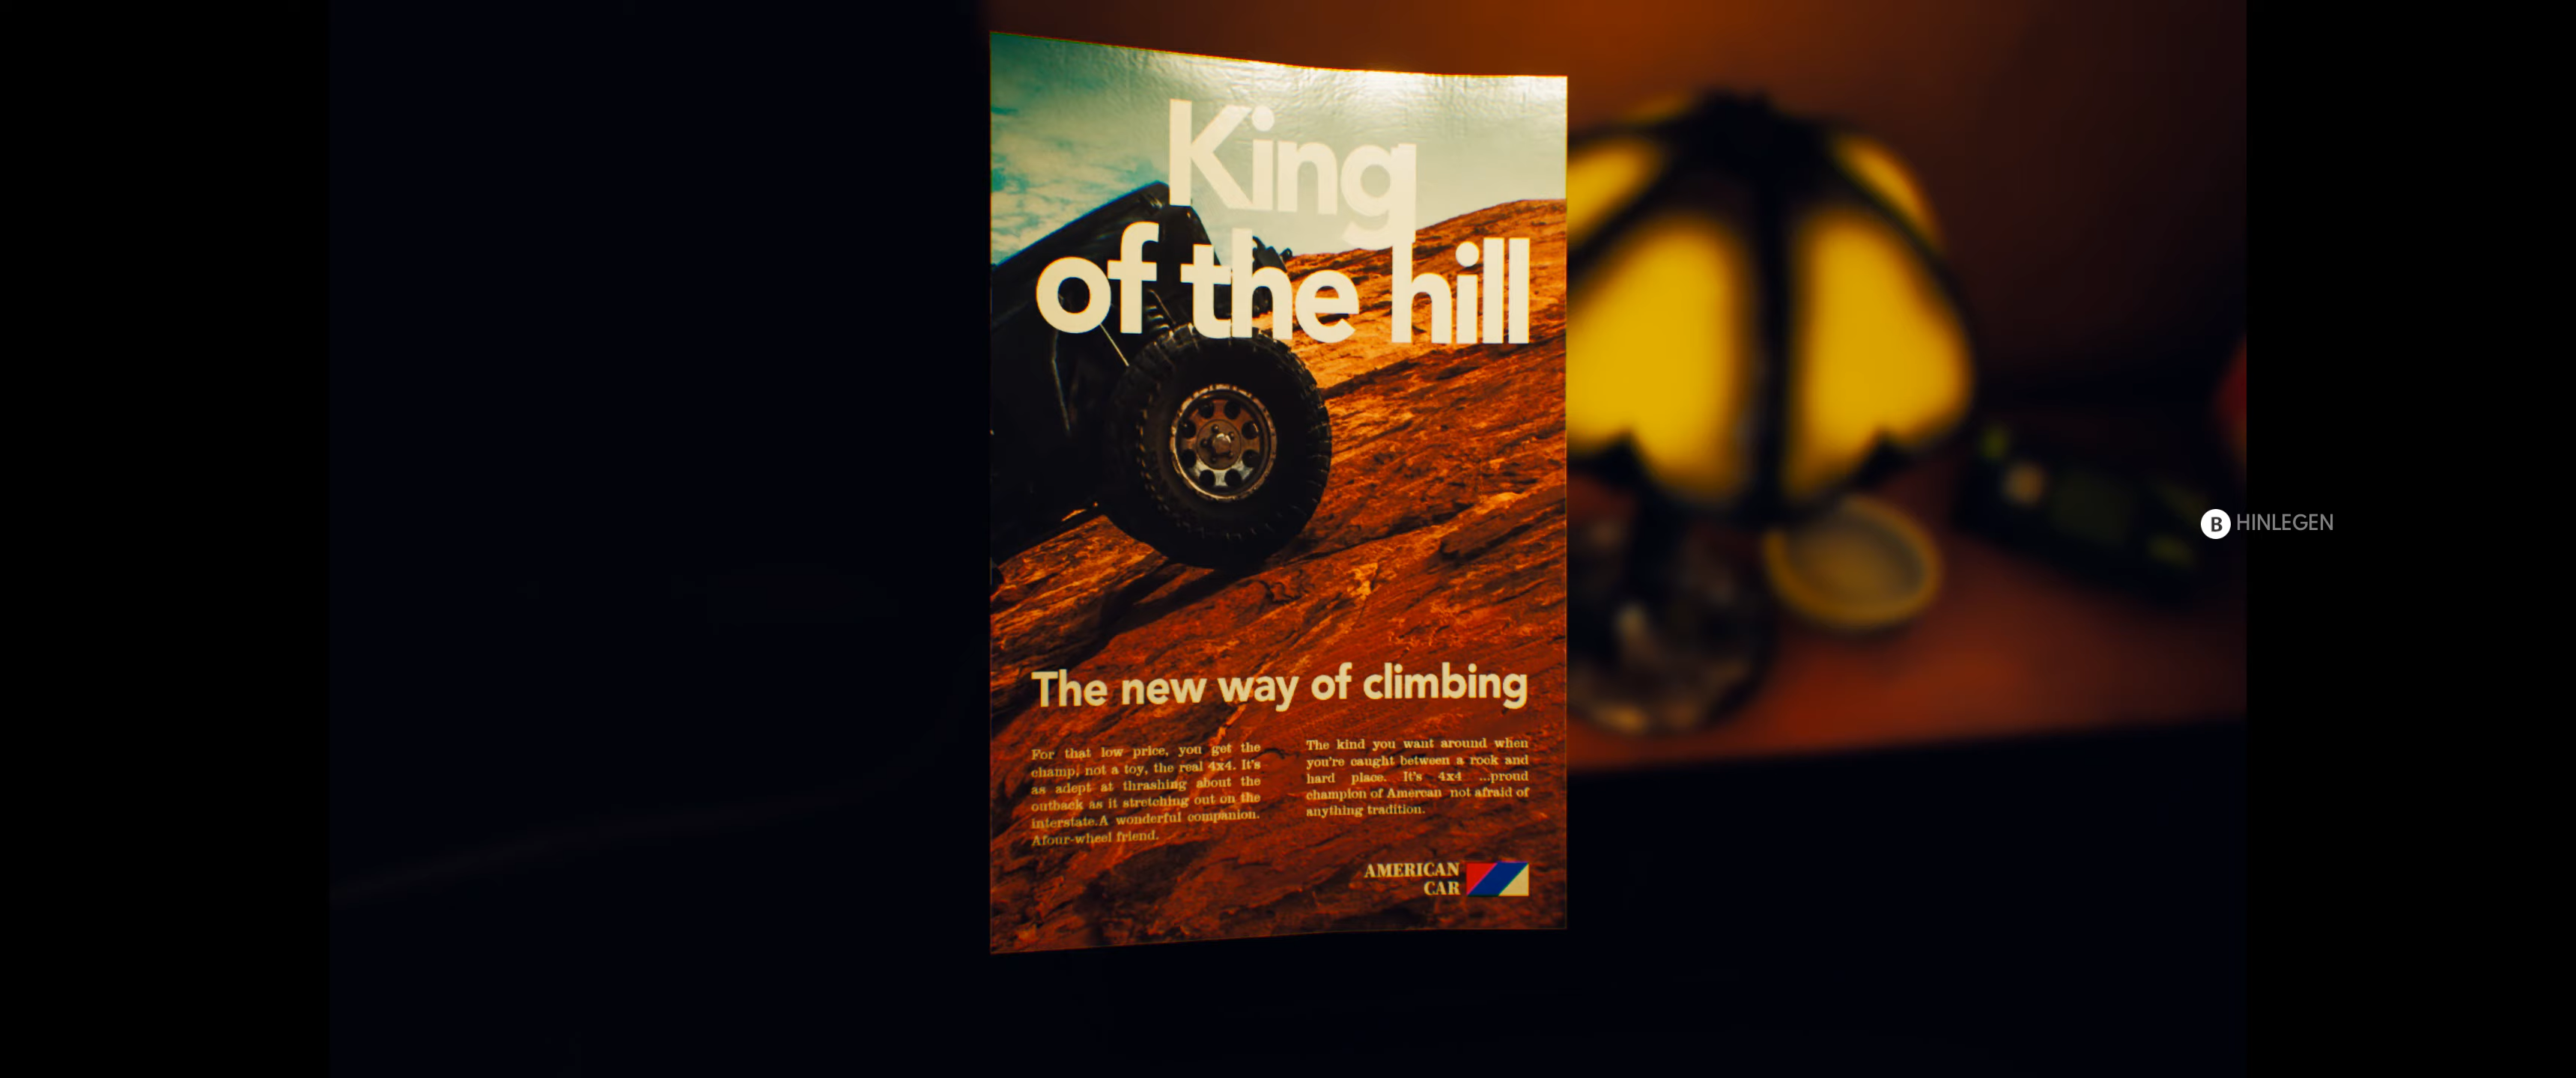 King
of the hill
The new way of climbing
For that low price, you get the
champ, not a toy, the real 4x4. It's
as adept at thrashing about the
outback as it stretching out on the
interstate.A wonderful companion.
Afour-wheel friend.
The kind you want around when
you're caught between a rock and
hard place. It's 4x4 ...proud
champion of Amercan not afraid of
anything tradition.
AMERICAN
CAR
B HINLEGEN